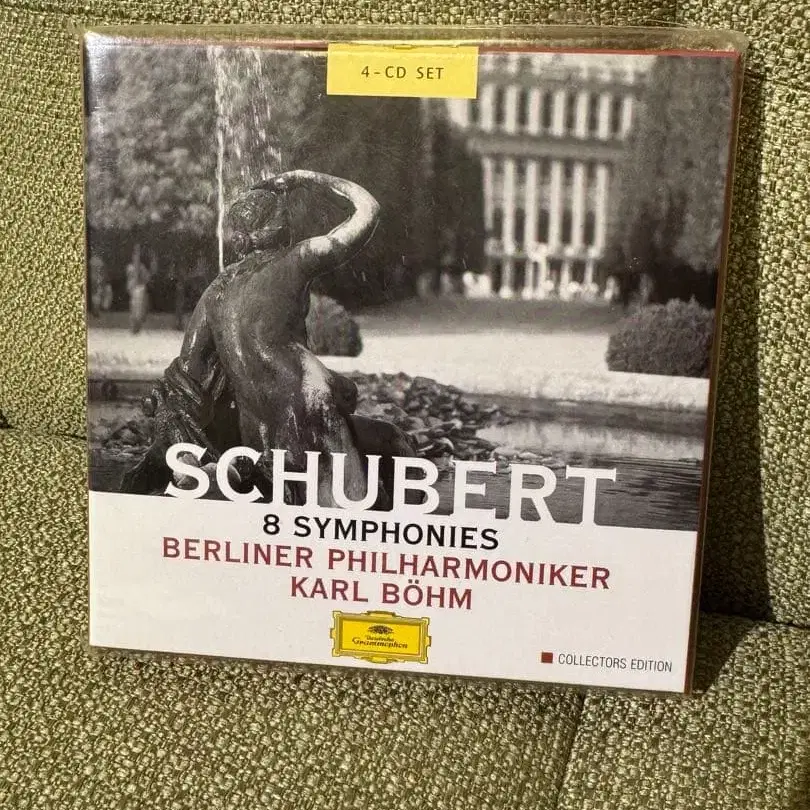 4-CD SET
SCHUBERT
8 SYMPHONIES
BERLINER PHILHARMONIKER
KARL BÖHM
Deutsche
Grammophon
COLLECTORS EDITION